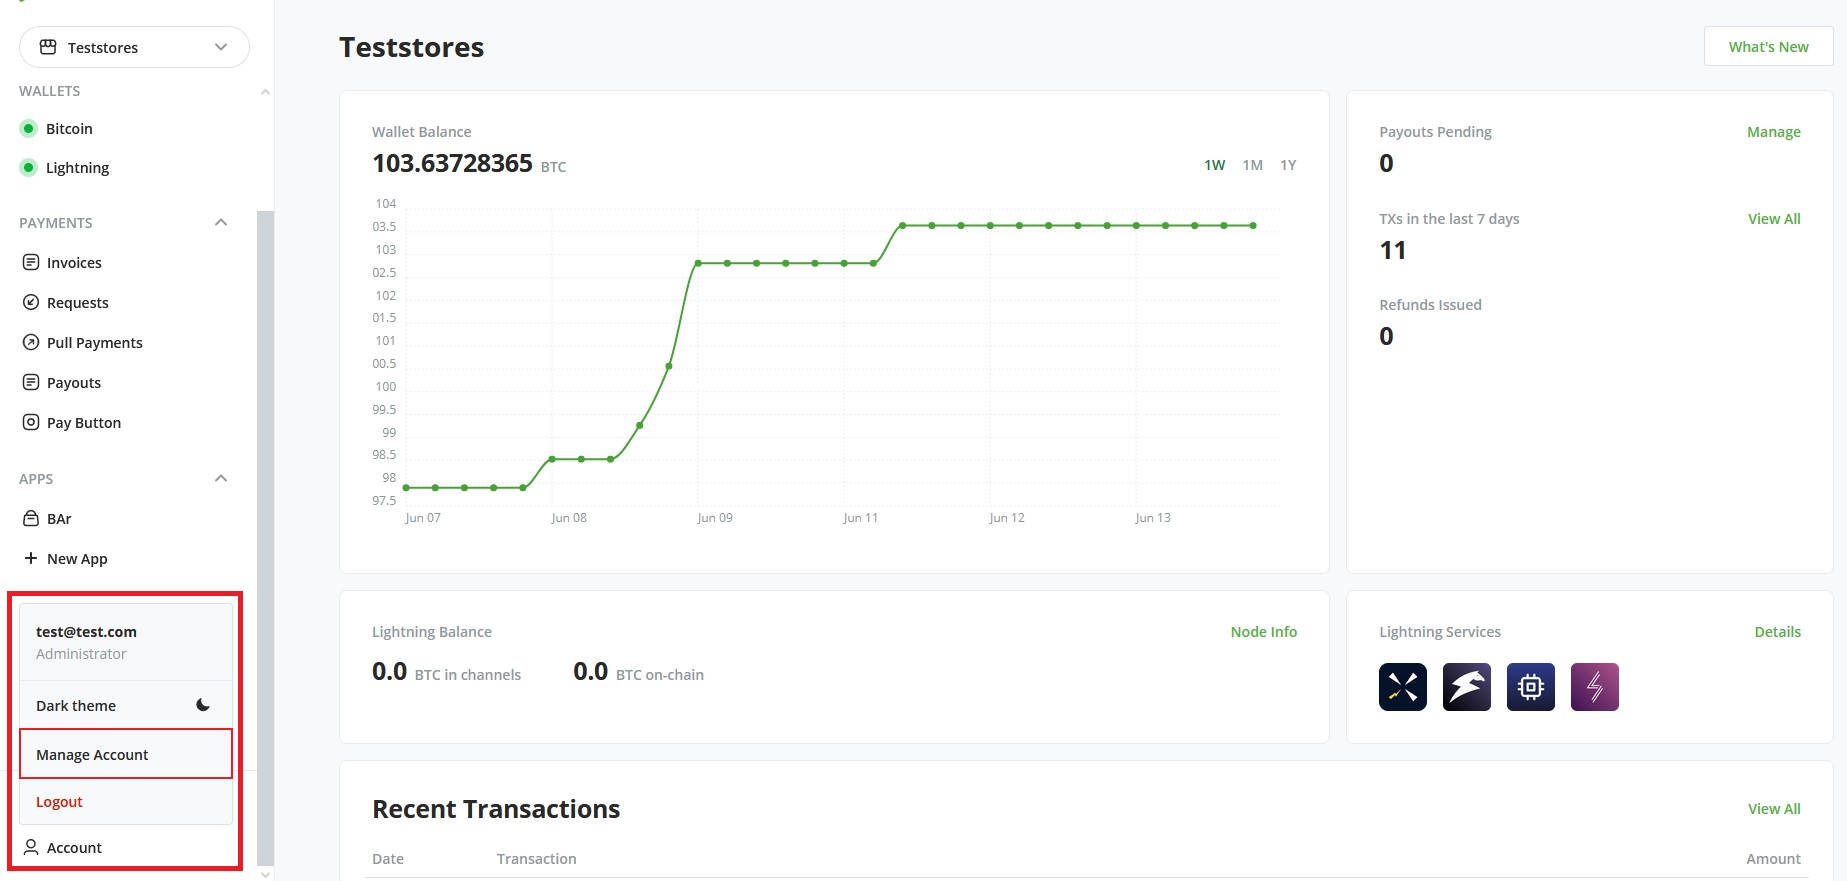 Teststores
WALLETS
Bitcoin
Lightning
PAYMENTS
Invoices
Requests
Pull Payments
Payouts
Pay Button
APPS
BAr
New App
test@test.com
Administrator
Dark theme
Manage Account
Logout
Account
Teststores
What's New
Wallet Balance
103.63728365 BTC
1W 1M 1Y
104
03.5
103
02.5
102
01.5
101
00.5
100
99.5
99
98.5
98
97.5
Jun 07 Jun 08 Jun 09 Jun 11 Jun 12 Jun 13
Payouts Pending Manage
0
TXs in the last 7 days View All
11
Refunds Issued
0
Lightning Balance Node Info
0.0 BTC in channels 0.0 BTC on-chain
Lightning Services Details
Recent Transactions View All
Date Transaction Amount